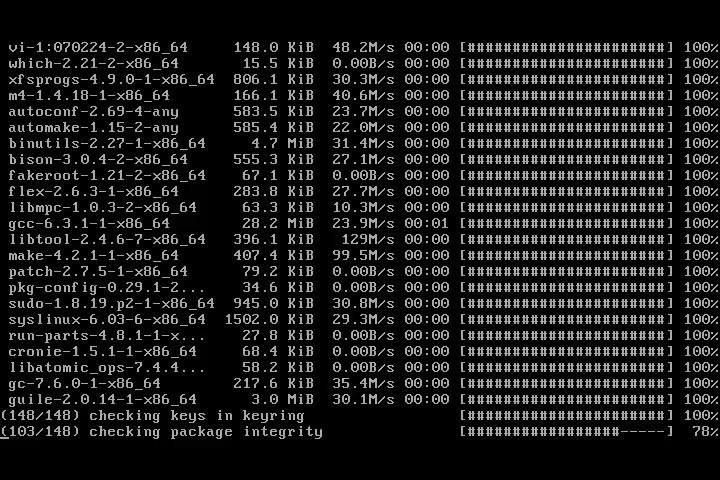 vi-1:070224-2-x86_64 148.0 KiB 48.2M/s 00:00 [######################] 100%
which-2.21-2-x86_64 15.5 KiB 0.00B/s 00:00 [######################] 100%
xfsprogs-4.9.0-1-x86_64 806.1 KiB 30.3M/s 00:00 [######################] 100%
m4-1.4.18-1-x86_64 166.1 KiB 40.6M/s 00:00 [######################] 100%
autoconf-2.69-4-any 583.5 KiB 23.7M/s 00:00 [######################] 100%
automake-1.15-2-any 585.4 KiB 22.0M/s 00:00 [######################] 100%
binutils-2.27-1-x86_64 4.7 MiB 31.4M/s 00:00 [######################] 100%
bison-3.0.4-2-x86_64 555.3 KiB 27.1M/s 00:00 [######################] 100%
fakeroot-1.21-2-x86_64 67.1 KiB 0.00B/s 00:00 [######################] 100%
flex-2.6.3-1-x86_64 283.8 KiB 27.7M/s 00:00 [######################] 100%
libmpc-1.0.3-2-x86_64 63.3 KiB 10.3M/s 00:00 [######################] 100%
gcc-6.3.1-1-x86_64 28.2 MiB 23.9M/s 00:01 [######################] 100%
libtool-2.4.6-7-x86_64 396.1 KiB 129M/s 00:00 [######################] 100%
make-4.2.1-1-x86_64 407.4 KiB 99.5M/s 00:00 [######################] 100%
patch-2.7.5-1-x86_64 79.2 KiB 0.00B/s 00:00 [######################] 100%
pkg-config-0.29.1-2... 34.6 KiB 0.00B/s 00:00 [######################] 100%
sudo-1.8.19.p2-1-x86_64 945.0 KiB 30.8M/s 00:00 [######################] 100%
syslinux-6.03-6-x86_64 1502.0 KiB 29.3M/s 00:00 [######################] 100%
run-parts-4.8.1-1-x... 27.8 KiB 0.00B/s 00:00 [######################] 100%
cronie-1.5.1-1-x86_64 68.4 KiB 0.00B/s 00:00 [######################] 100%
libatomic_ops-7.4.4... 58.2 KiB 0.00B/s 00:00 [######################] 100%
gc-7.6.0-1-x86_64 217.6 KiB 35.4M/s 00:00 [######################] 100%
guile-2.0.14-1-x86_64 3.0 MiB 30.1M/s 00:00 [######################] 100%
(148/148) checking keys in keyring [######################] 100%
(103/148) checking package integrity [#################-----] 78%